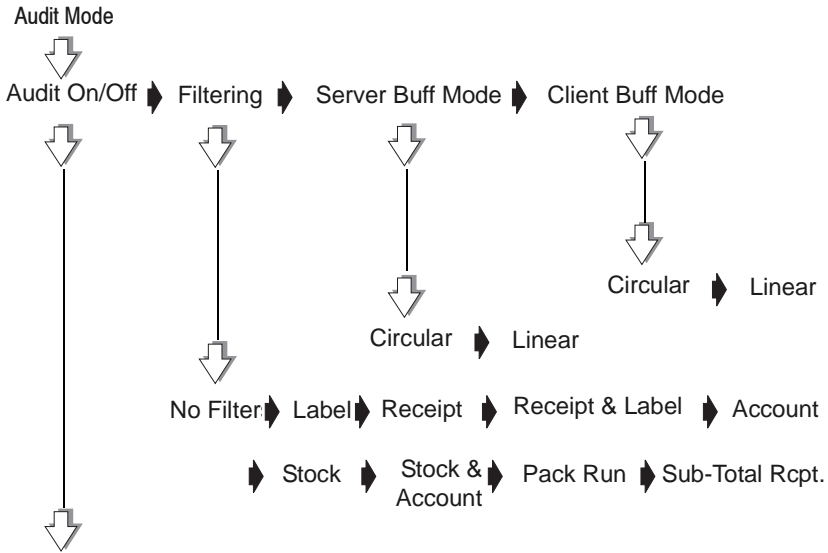 Audit Mode
Audit On/Off Filtering Server Buff Mode Client Buff Mode
Circular Linear
Circular Linear
No Filter Label Receipt Receipt & Label Account
Stock Stock & Account Pack Run Sub-Total Rcpt.